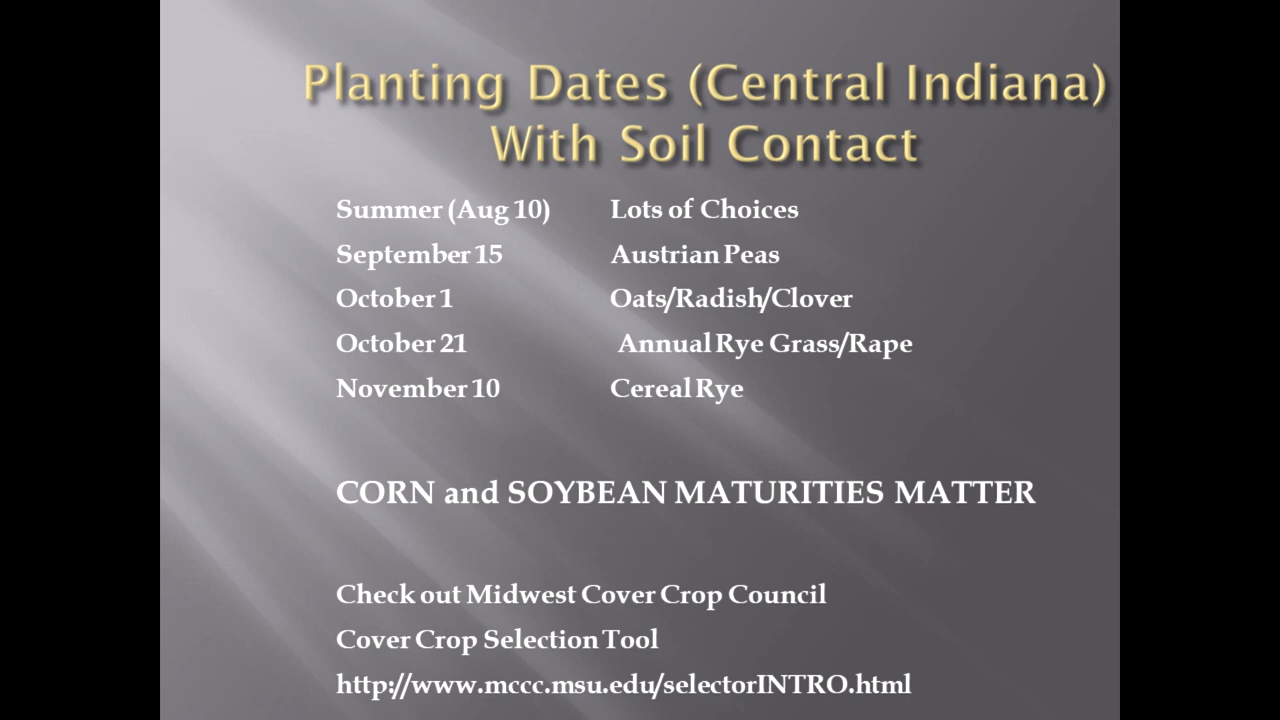 Planting Dates (Central Indiana)
With Soil Contact
Summer (Aug 10) Lots of Choices
September 15 Austrian Peas
October 1 Oats/Radish/Clover
October 21 Annual Rye Grass/Rape
November 10 Cereal Rye
CORN and SOYBEAN MATURITIES MATTER
Check out Midwest Cover Crop Council
Cover Crop Selection Tool
http://www.mccc.msu.edu/selectorINTRO.html